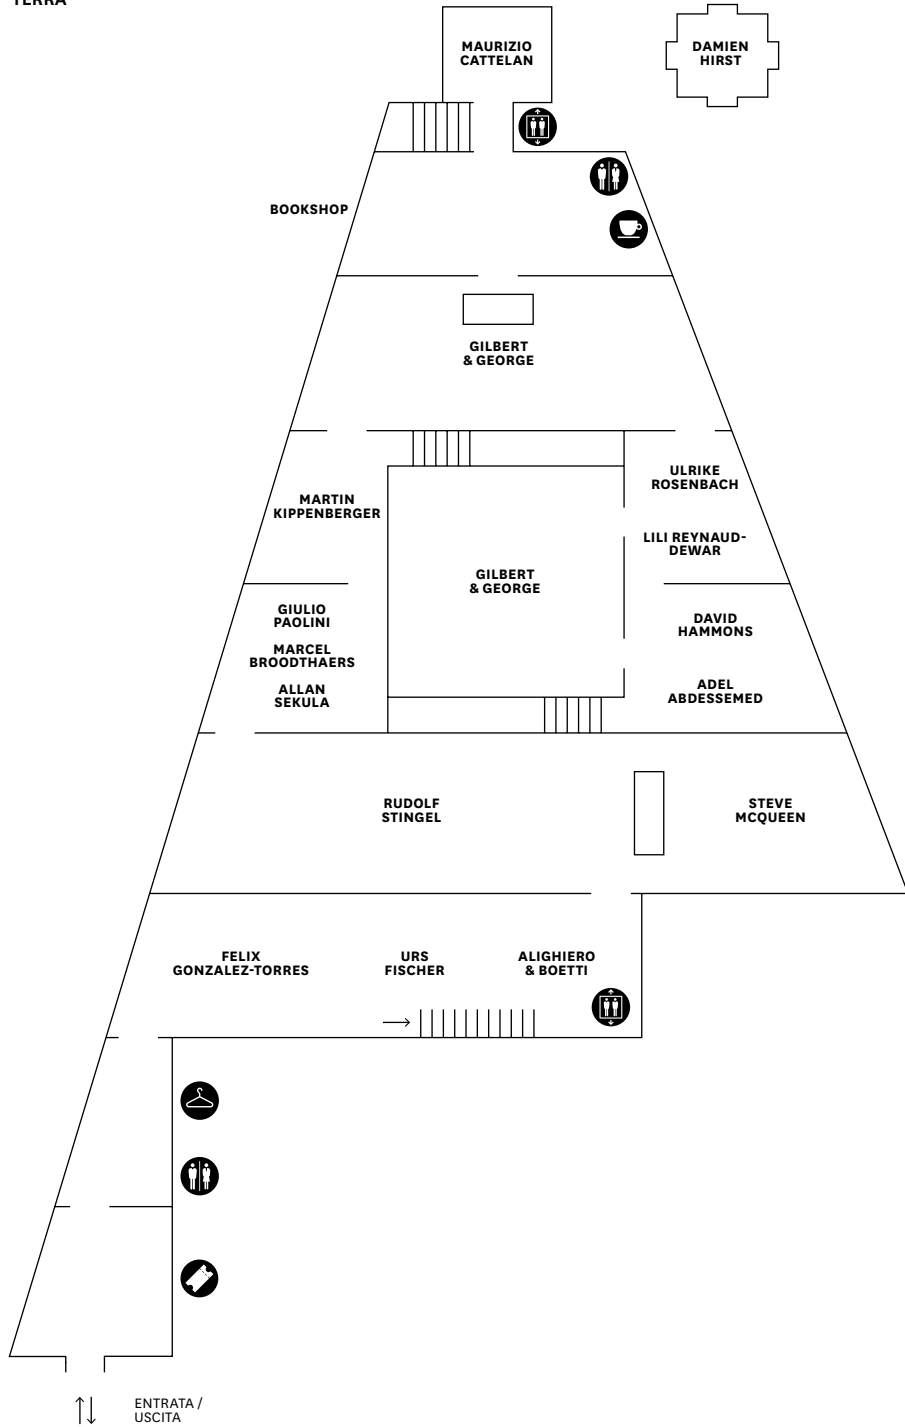 TERRA
MAURIZIO
CATTELAN
DAMIEN
HIRST
BOOKSHOP
GILBERT
& GEORGE
ULRIKE
ROSENBACH
MARTIN
KIPPENBERGER
LILI REYNAUD-
DEWAR
GILBERT
& GEORGE
GIULIO
PAOLINI
DAVID
HAMMONS
MARCEL
BROODTHAERS
ALLAN
SEKULA
ADEL
ABDESSEMED
RUDOLF
STINGEL
STEVE
MCQUEEN
FELIX
GONZALEZ-TORRES
URS
FISCHER
ALIGHIERO
& BOETTI
ENTRATA /
USCITA